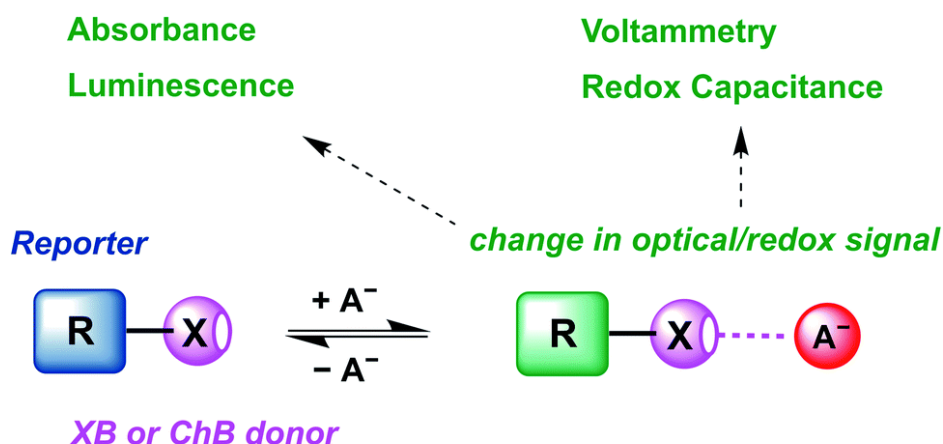 Absorbance
Luminescence
Voltammetry
Redox Capacitance
Reporter
change in optical/redox signal
R
X
+ A⁻
− A⁻
R
X
A⁻
XB or ChB donor